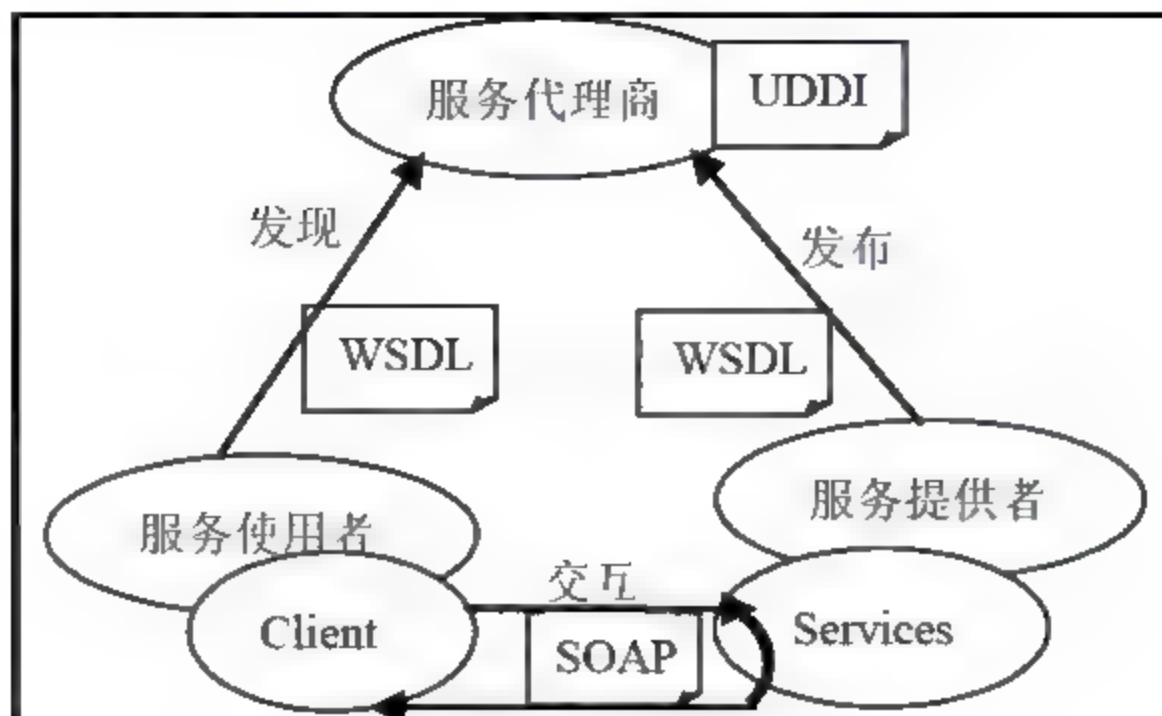 服务代理商
UDDI
发现
发布
WSDL
WSDL
服务使用者
服务提供者
交互
Client
Services
SOAP